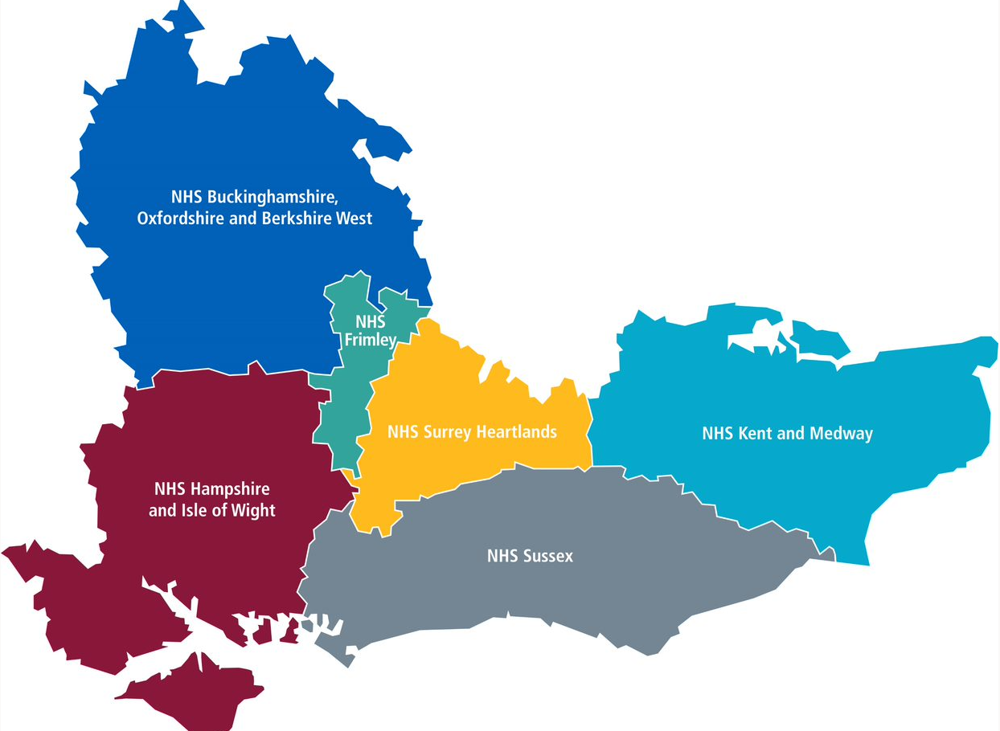 NHS Buckinghamshire,
Oxfordshire and Berkshire West
NHS
Frimley
NHS Surrey Heartlands
NHS Kent and Medway
NHS Hampshire
and Isle of Wight
NHS Sussex